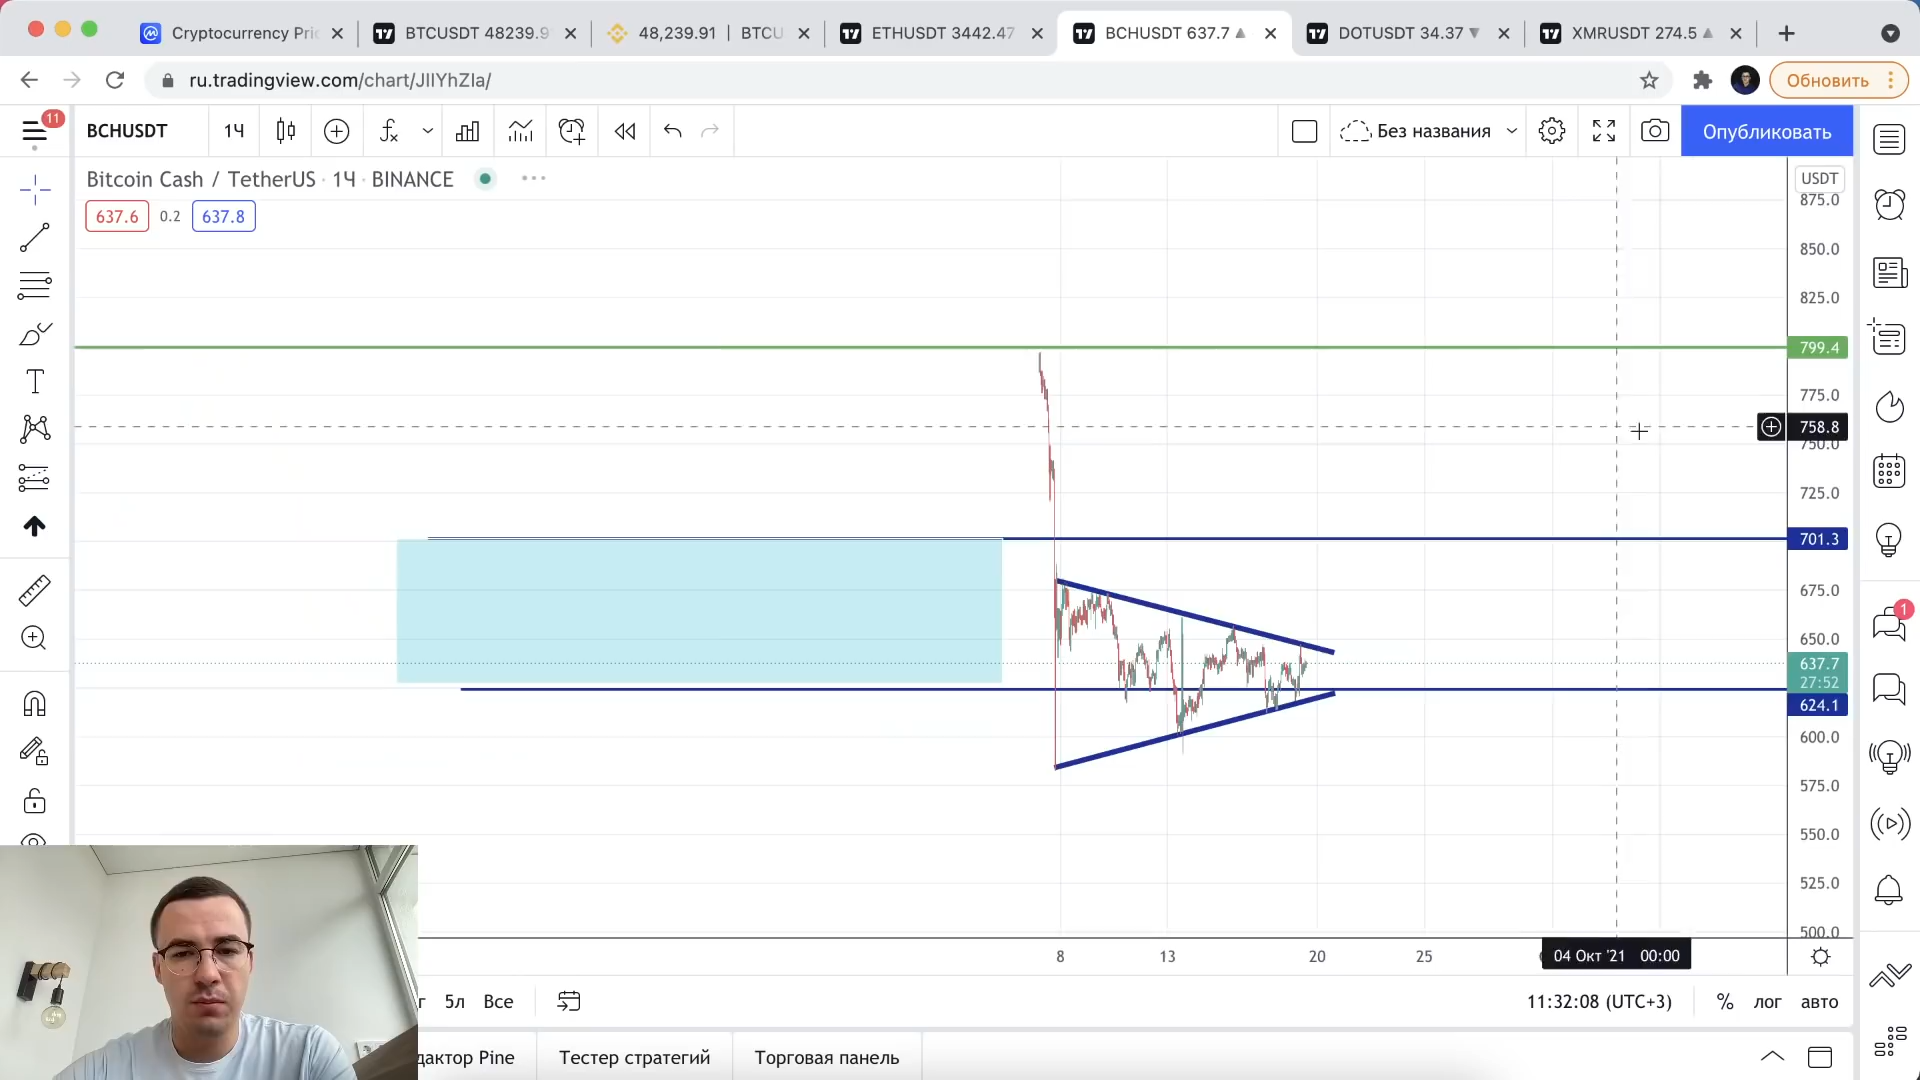 Cryptocurrency Pri
BTCUSDT 48239.9
48,239.91 | BTCU
ETHUSDT 3442.47
BCHUSDT 637.7 ▲
DOTUSDT 34.37 ▼
XMRUSDT 274.5 ▲
ru.tradingview.com/chart/JIlYhZIa/
Обновить
11
BCHUSDT
1Ч
Без названия
Опубликовать
Bitcoin Cash / TetherUS · 1Ч · BINANCE
637.6 0.2 637.8
USDT
875.0
850.0
825.0
799.4
775.0
758.8
750.0
725.0
701.3
675.0
650.0
637.7
27:52
624.1
600.0
575.0
550.0
525.0
500.0
1
8 13 20 25 04 Окт '21 00:00
5л Все
11:32:08 (UTC+3) % лог авто
дактор Pine Тестер стратегий Торговая панель